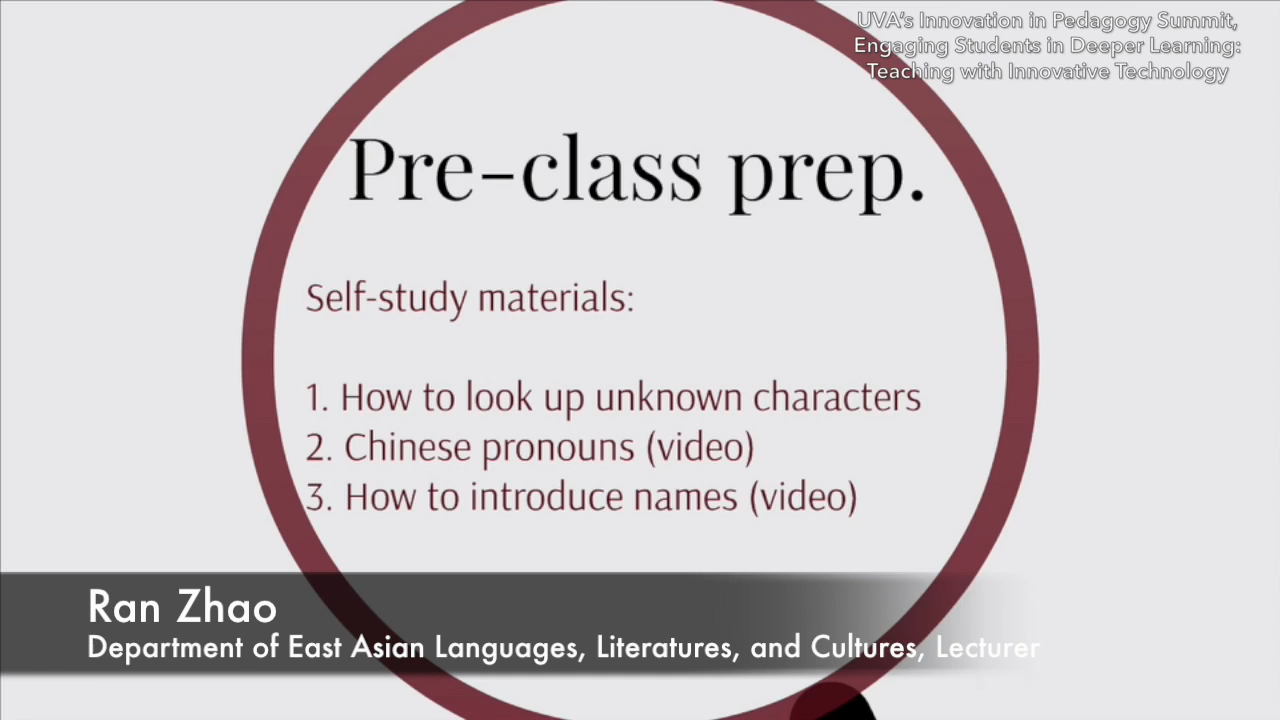 UVA's Innovation in Pedagogy Summit,
Engaging Students in Deeper Learning:
Teaching with Innovative Technology
Pre-class prep.
Self-study materials:
1. How to look up unknown characters
2. Chinese pronouns (video)
3. How to introduce names (video)
Ran Zhao
Department of East Asian Languages, Literatures, and Cultures, Lecturer